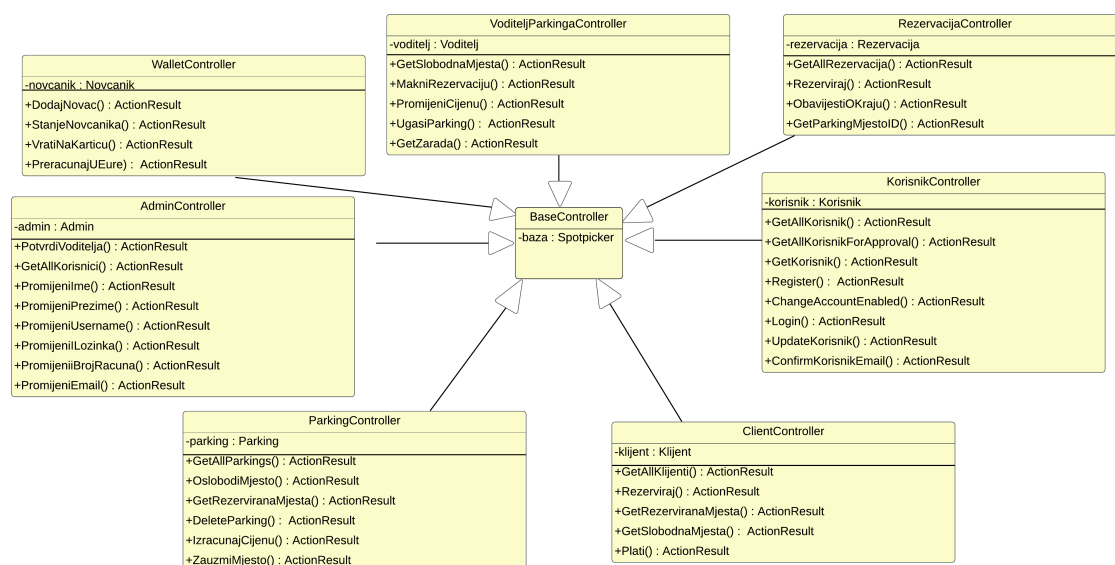 VoditeljParkingaController
-voditelj : Voditelj
+GetSlobodnaMjesta() : ActionResult
+MakniRezervaciju() : ActionResult
+PromijeniCijenu() : ActionResult
+UgasiParking() : ActionResult
+GetZarada() : ActionResult
RezervacijaController
-rezervacija : Rezervacija
+GetAllRezervacija() : ActionResult
+Rezerviraj() : ActionResult
+ObavijestiOKraju() : ActionResult
+GetParkingMjestoID() : ActionResult
WalletController
-novcanik : Novcanik
+DodajNovac() : ActionResult
+StanjeNovcanika() : ActionResult
+VratiNaKarticu() : ActionResult
+PreracunajUEure) : ActionResult
AdminController
-admin : Admin
+PotvrdiVoditelja() : ActionResult
+GetAllKorisnici() : ActionResult
+PromijeniIme() : ActionResult
+PromijeniPrezime() : ActionResult
+PromijeniUsername() : ActionResult
+PromijeniILozinka() : ActionResult
+PromijeniiBrojRacuna() : ActionResult
+PromijeniEmail() : ActionResult
BaseController
-baza : Spotpicker
KorisnikController
-korisnik : Korisnik
+GetAllKorisnik() : ActionResult
+GetAllKorisnikForApproval() : ActionResult
+GetKorisnik() : ActionResult
+Register() : ActionResult
+ChangeAccountEnabled() : ActionResult
+Login() : ActionResult
+UpdateKorisnik() : ActionResult
+ConfirmKorisnikEmail() : ActionResult
ParkingController
-parking : Parking
+GetAllParkings() : ActionResult
+OslobodiMjesto() : ActionResult
+GetRezerviranaMjesta() : ActionResult
+DeleteParking() : ActionResult
+IzracunajCijenu() : ActionResult
+ZauzmiMjesto() : ActionResult
ClientController
-klijent : Klijent
+GetAllKlijenti() : ActionResult
+Rezerviraj() : ActionResult
+GetRezerviranaMjesta() : ActionResult
+GetSlobodnaMjesta() : ActionResult
+Plati() : ActionResult